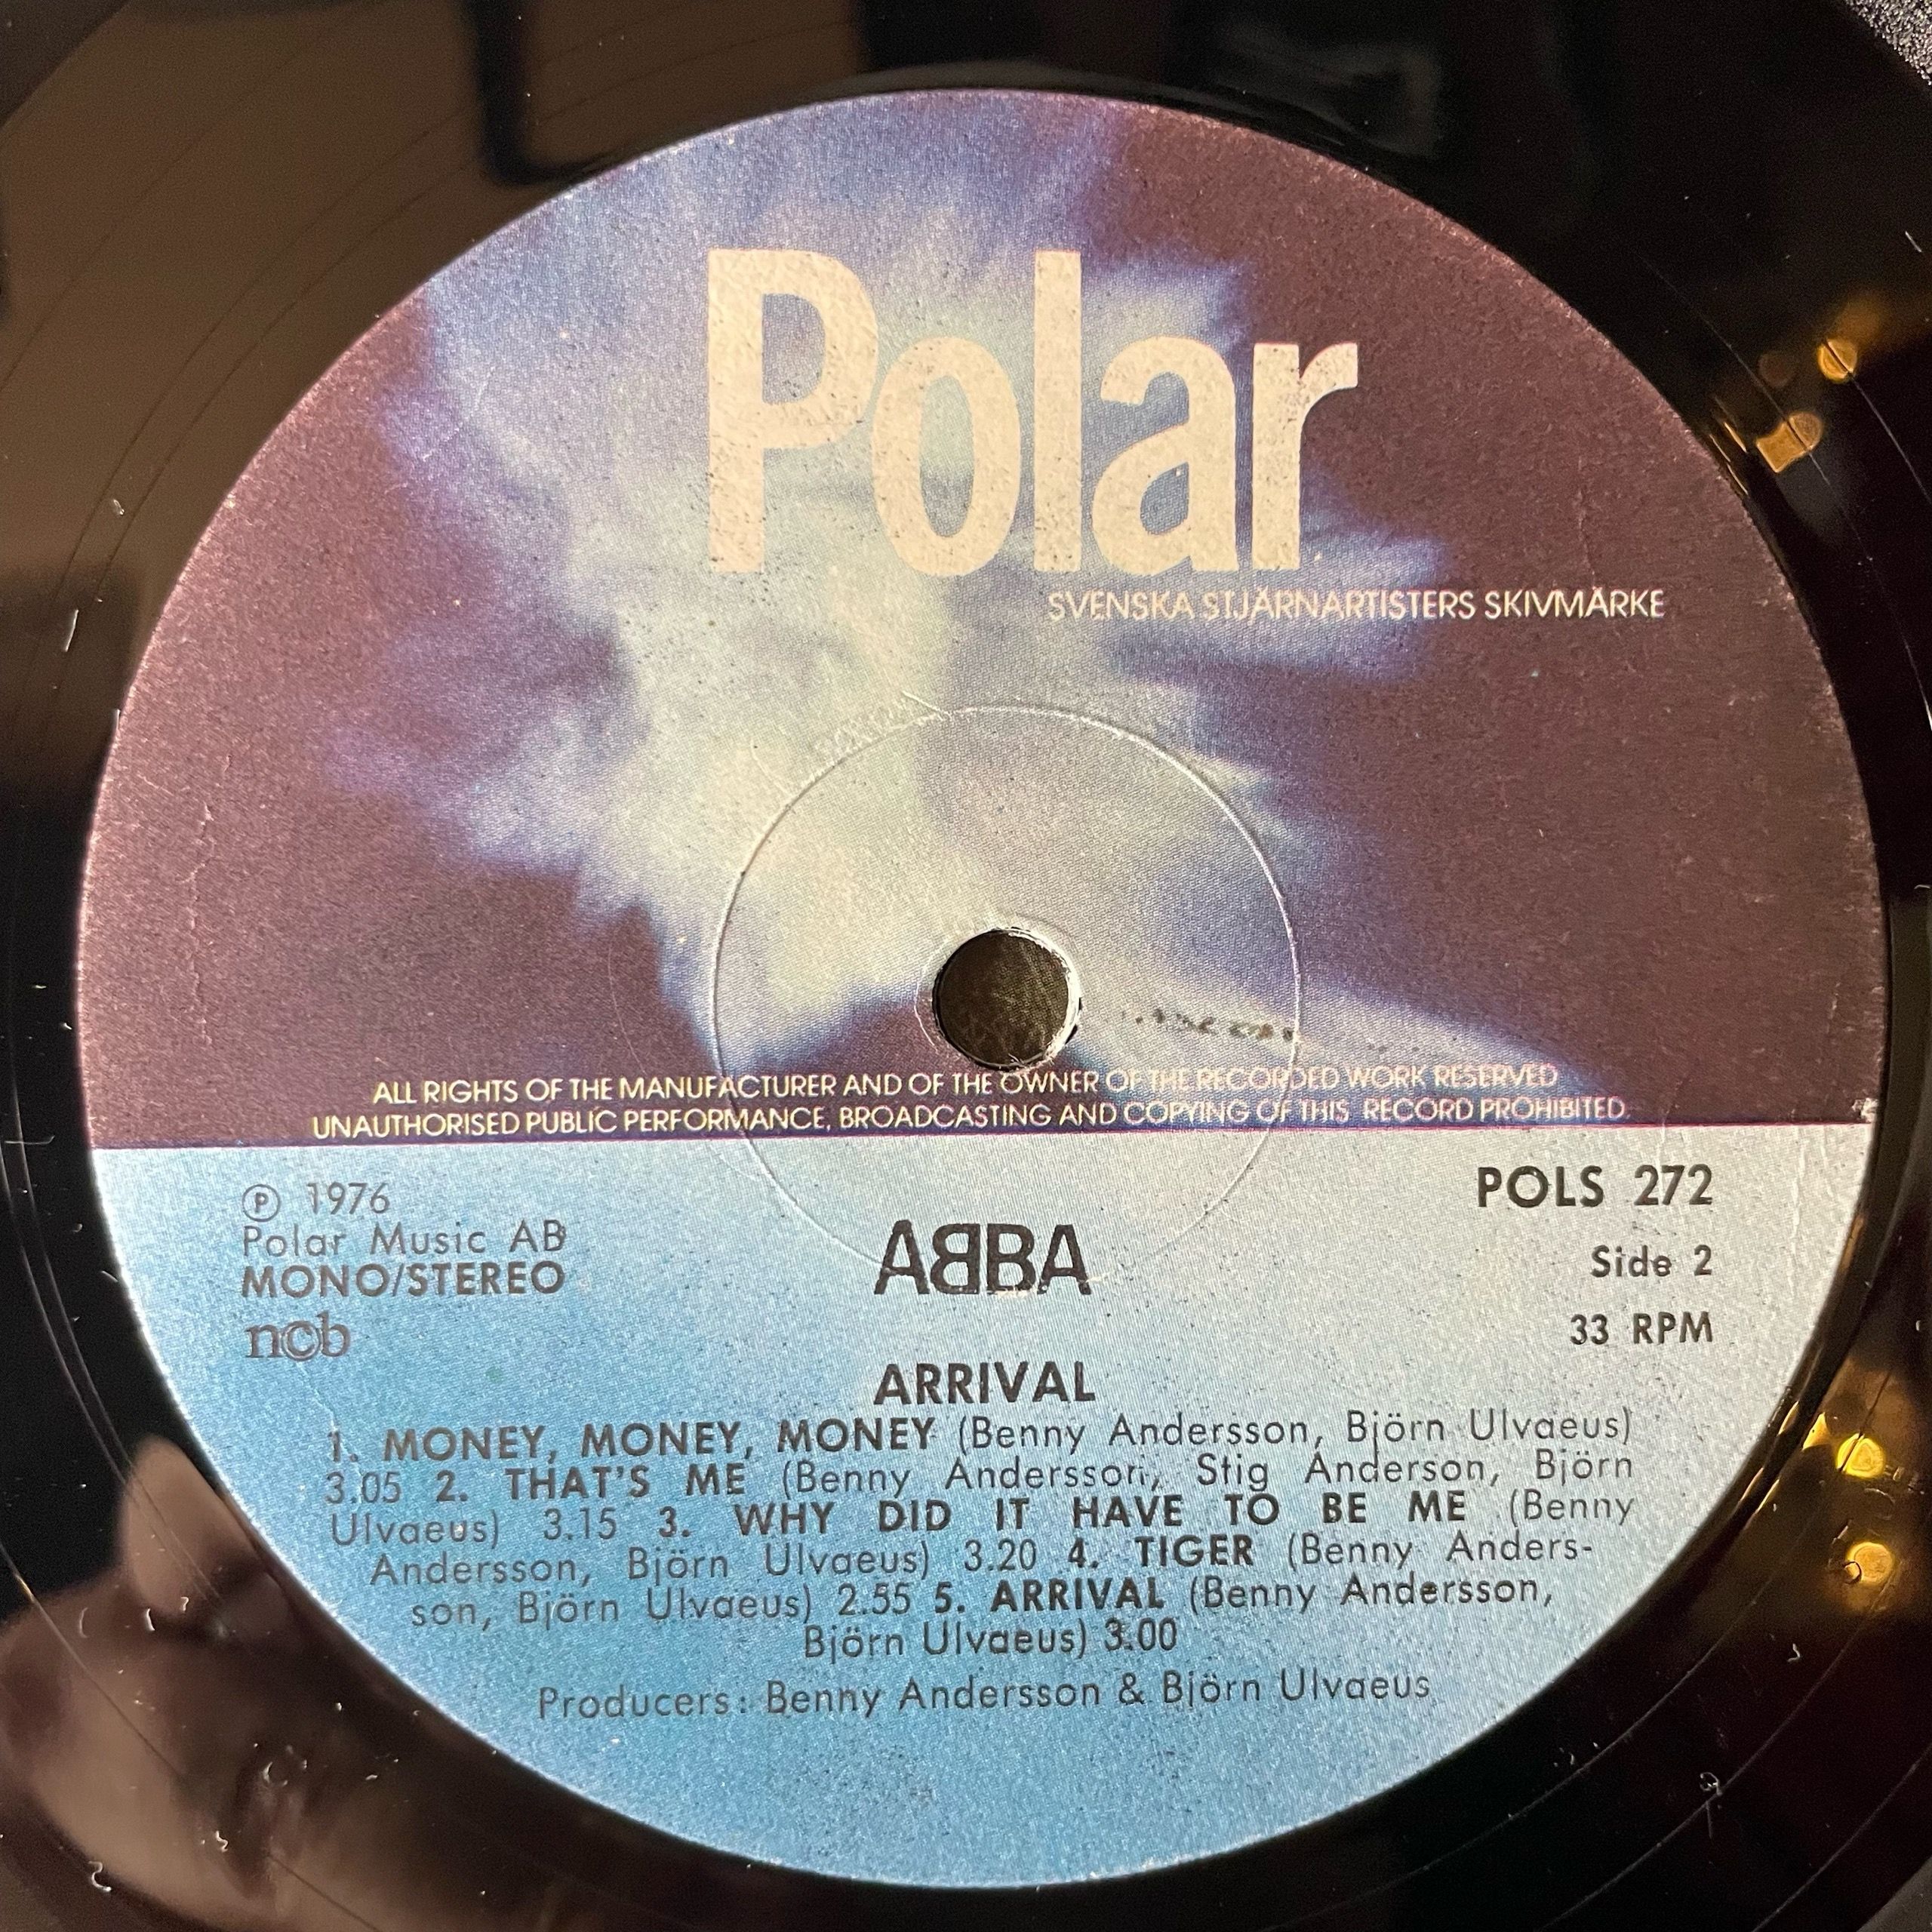 Polar
SVENSKA STJÄRNARTISTERS SKIVMÄRKE
ALL RIGHTS OF THE MANUFACTURER AND OF THE OWNER OF THE RECORDED WORK RESERVED
UNAUTHORISED PUBLIC PERFORMANCE, BROADCASTING AND COPYING OF THIS RECORD PROHIBITED.
Ⓟ 1976
Polar Music AB
MONO/STEREO
ncb
ABBA
POLS 272
Side 2
33 RPM
ARRIVAL
1. MONEY, MONEY, MONEY (Benny Andersson, Björn Ulvaeus)
3.05 2. THAT'S ME (Benny Andersson, Stig Anderson, Björn
Ulvaeus) 3.15 3. WHY DID IT HAVE TO BE ME (Benny
Andersson, Björn Ulvaeus) 3.20 4. TIGER (Benny Anders-
son, Björn Ulvaeus) 2.55 5. ARRIVAL (Benny Andersson,
Björn Ulvaeus) 3.00
Producers: Benny Andersson & Björn Ulvaeus